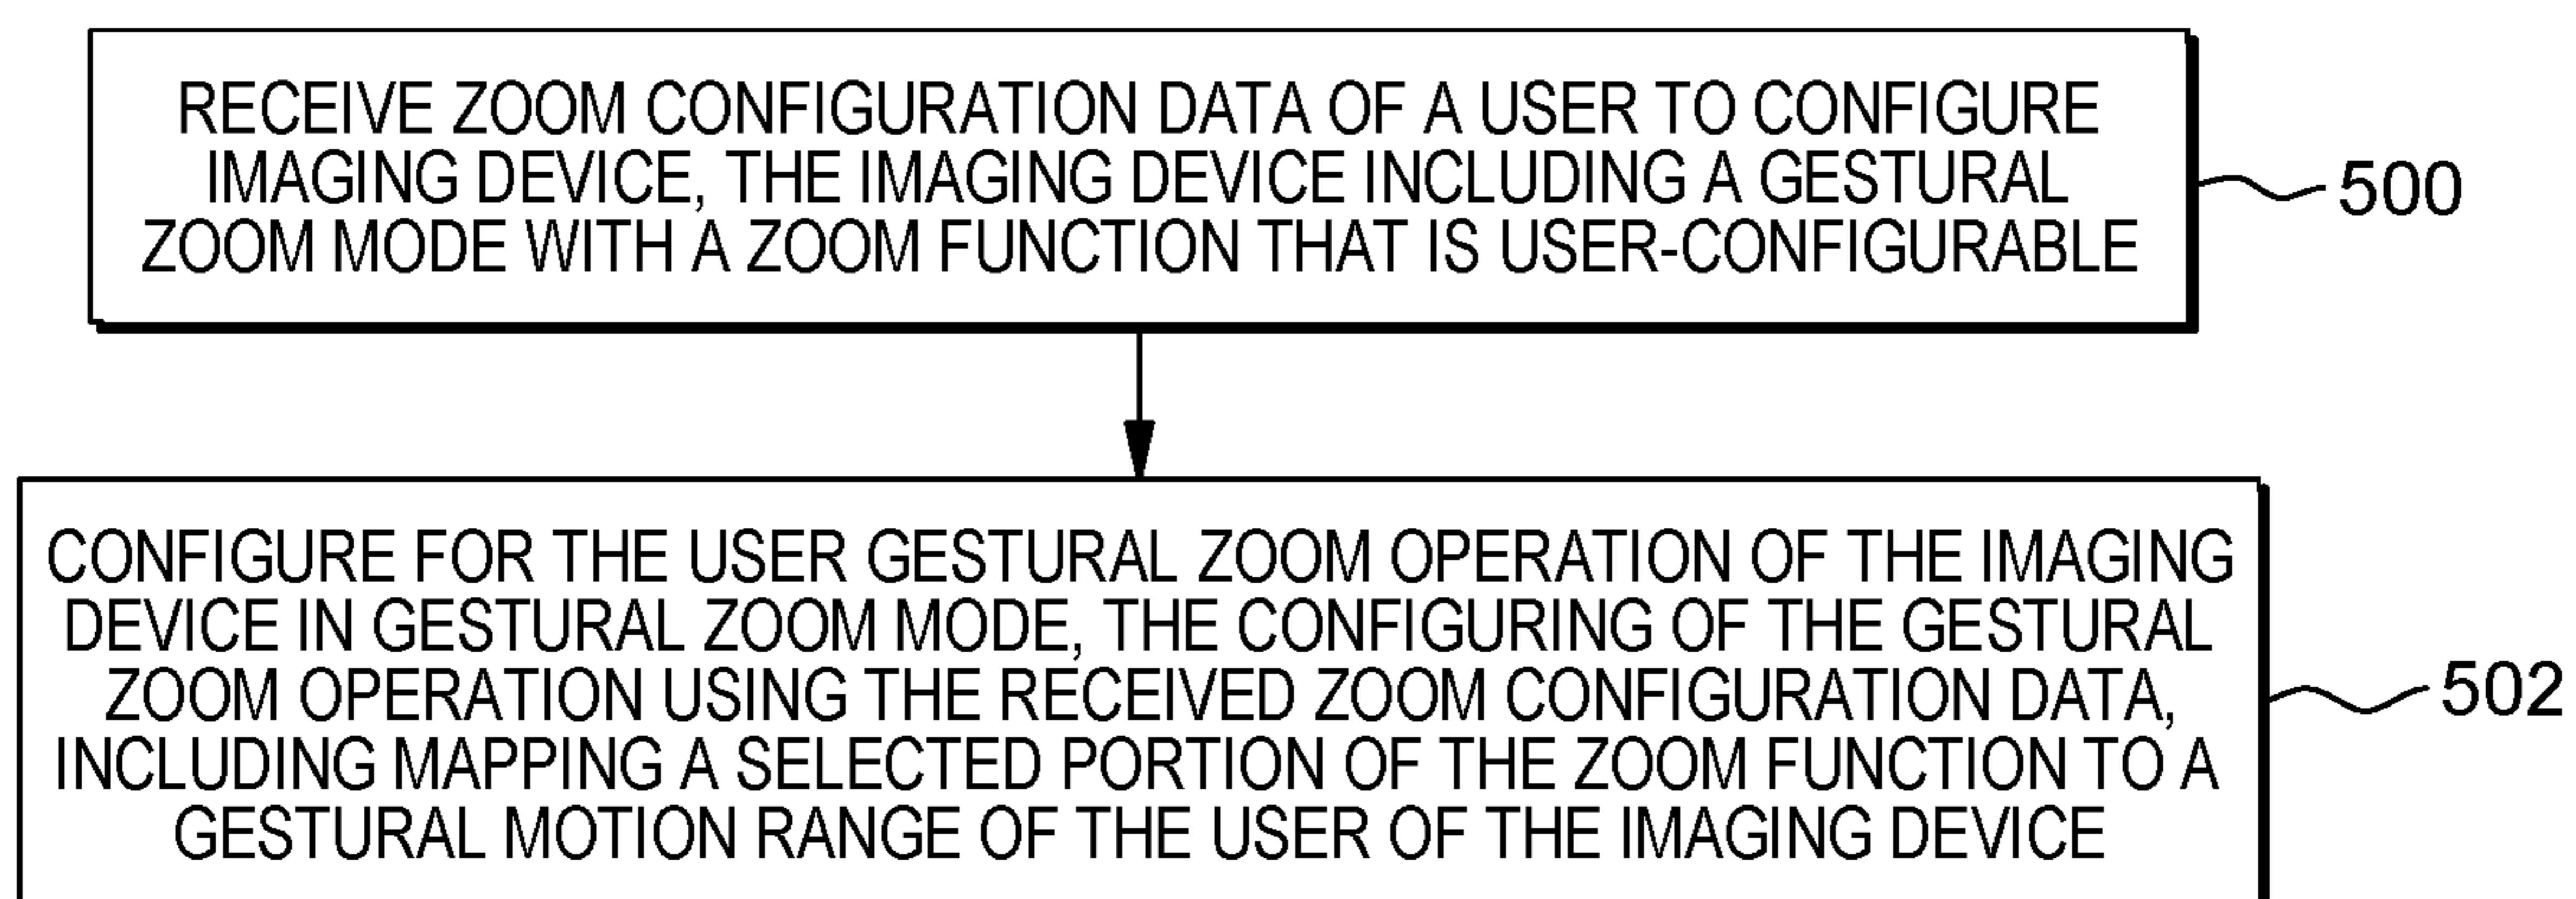 RECEIVE ZOOM CONFIGURATION DATA OF A USER TO CONFIGURE
IMAGING DEVICE, THE IMAGING DEVICE INCLUDING A GESTURAL
ZOOM MODE WITH A ZOOM FUNCTION THAT IS USER-CONFIGURABLE
500
CONFIGURE FOR THE USER GESTURAL ZOOM OPERATION OF THE IMAGING
DEVICE IN GESTURAL ZOOM MODE, THE CONFIGURING OF THE GESTURAL
ZOOM OPERATION USING THE RECEIVED ZOOM CONFIGURATION DATA,
INCLUDING MAPPING A SELECTED PORTION OF THE ZOOM FUNCTION TO A
GESTURAL MOTION RANGE OF THE USER OF THE IMAGING DEVICE
502